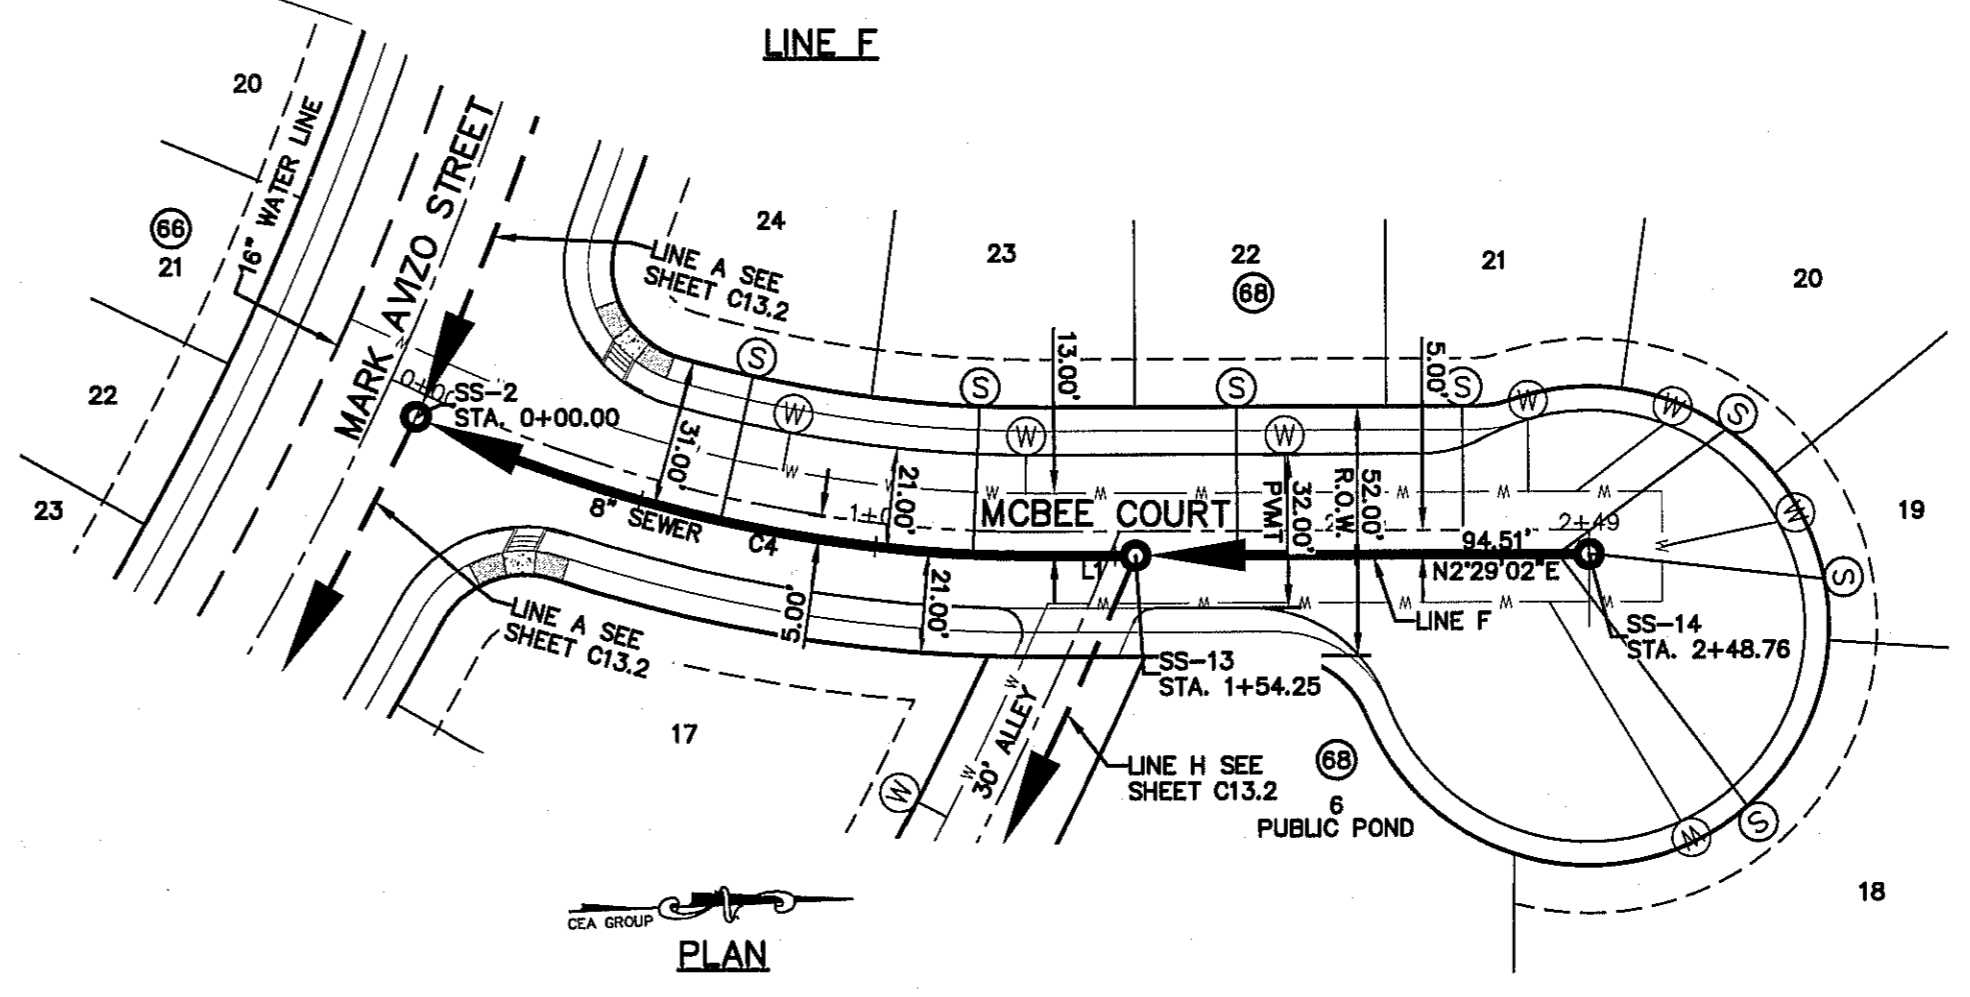 LINE F
20
16" WATER LINE
MARK AVIZO STREET
66
21
22
23
24
23
22
68
21
20
19
18
LINE A SEE
SHEET C13.2
SS-2
STA. 0+00.00
31.00'
21.00'
13.00'
5.00'
52.00'
R.O.W.
32.00'
PVMT
8" SEWER
C4
MCBEE COURT
L1
94.51'
N2°29'02"E
2+49
LINE F
5.00'
21.00'
LINE A SEE
SHEET C13.2
SS-13
STA. 1+54.25
SS-14
STA. 2+48.76
17
30' ALLEY
LINE H SEE
SHEET C13.2
68
6
PUBLIC POND
S
S
S
S
S
S
S
W
W
W
W
W
W
W
W
CEA GROUP
PLAN